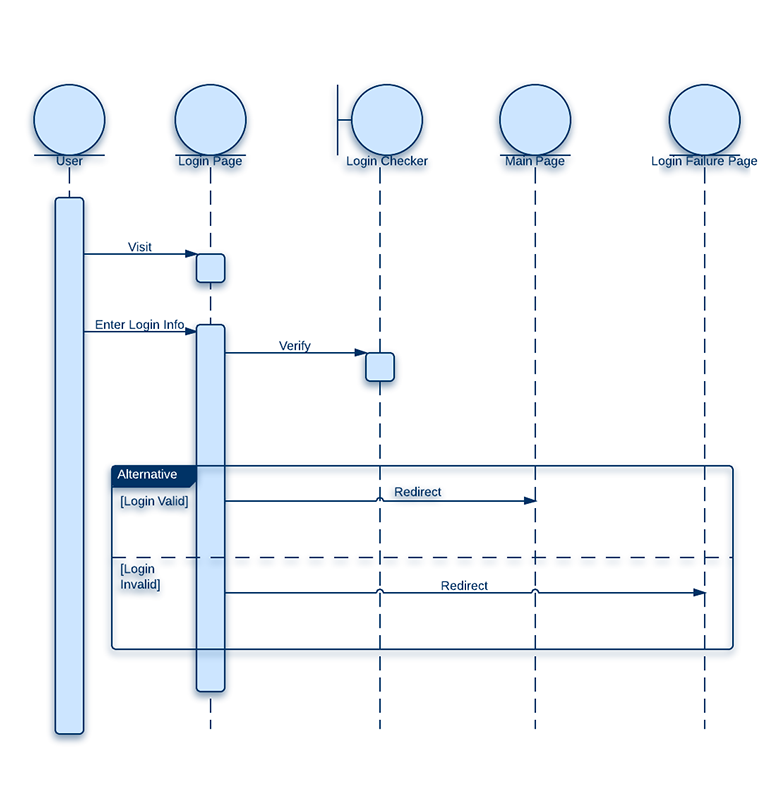 User
Login Page
Login Checker
Main Page
Login Failure Page
Visit
Enter Login Info
Verify
Alternative
[Login Valid]
Redirect
[Login
Invalid]
Redirect